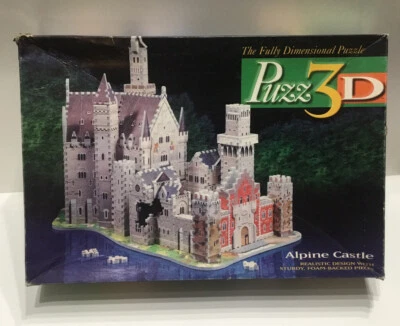 The Fully Dimensional Puzzle
Puzz3D
Alpine Castle
REALISTIC DESIGN WITH
STURDY, FOAM-BACKED PIECES